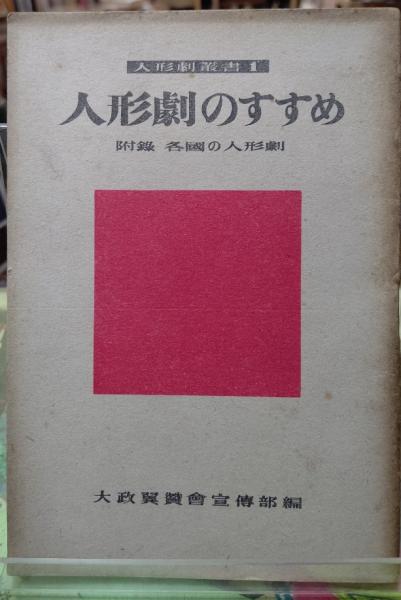 人形劇叢書1
人形劇のすすめ
附錄 各國の人形劇
大政翼贊會宣傳部編